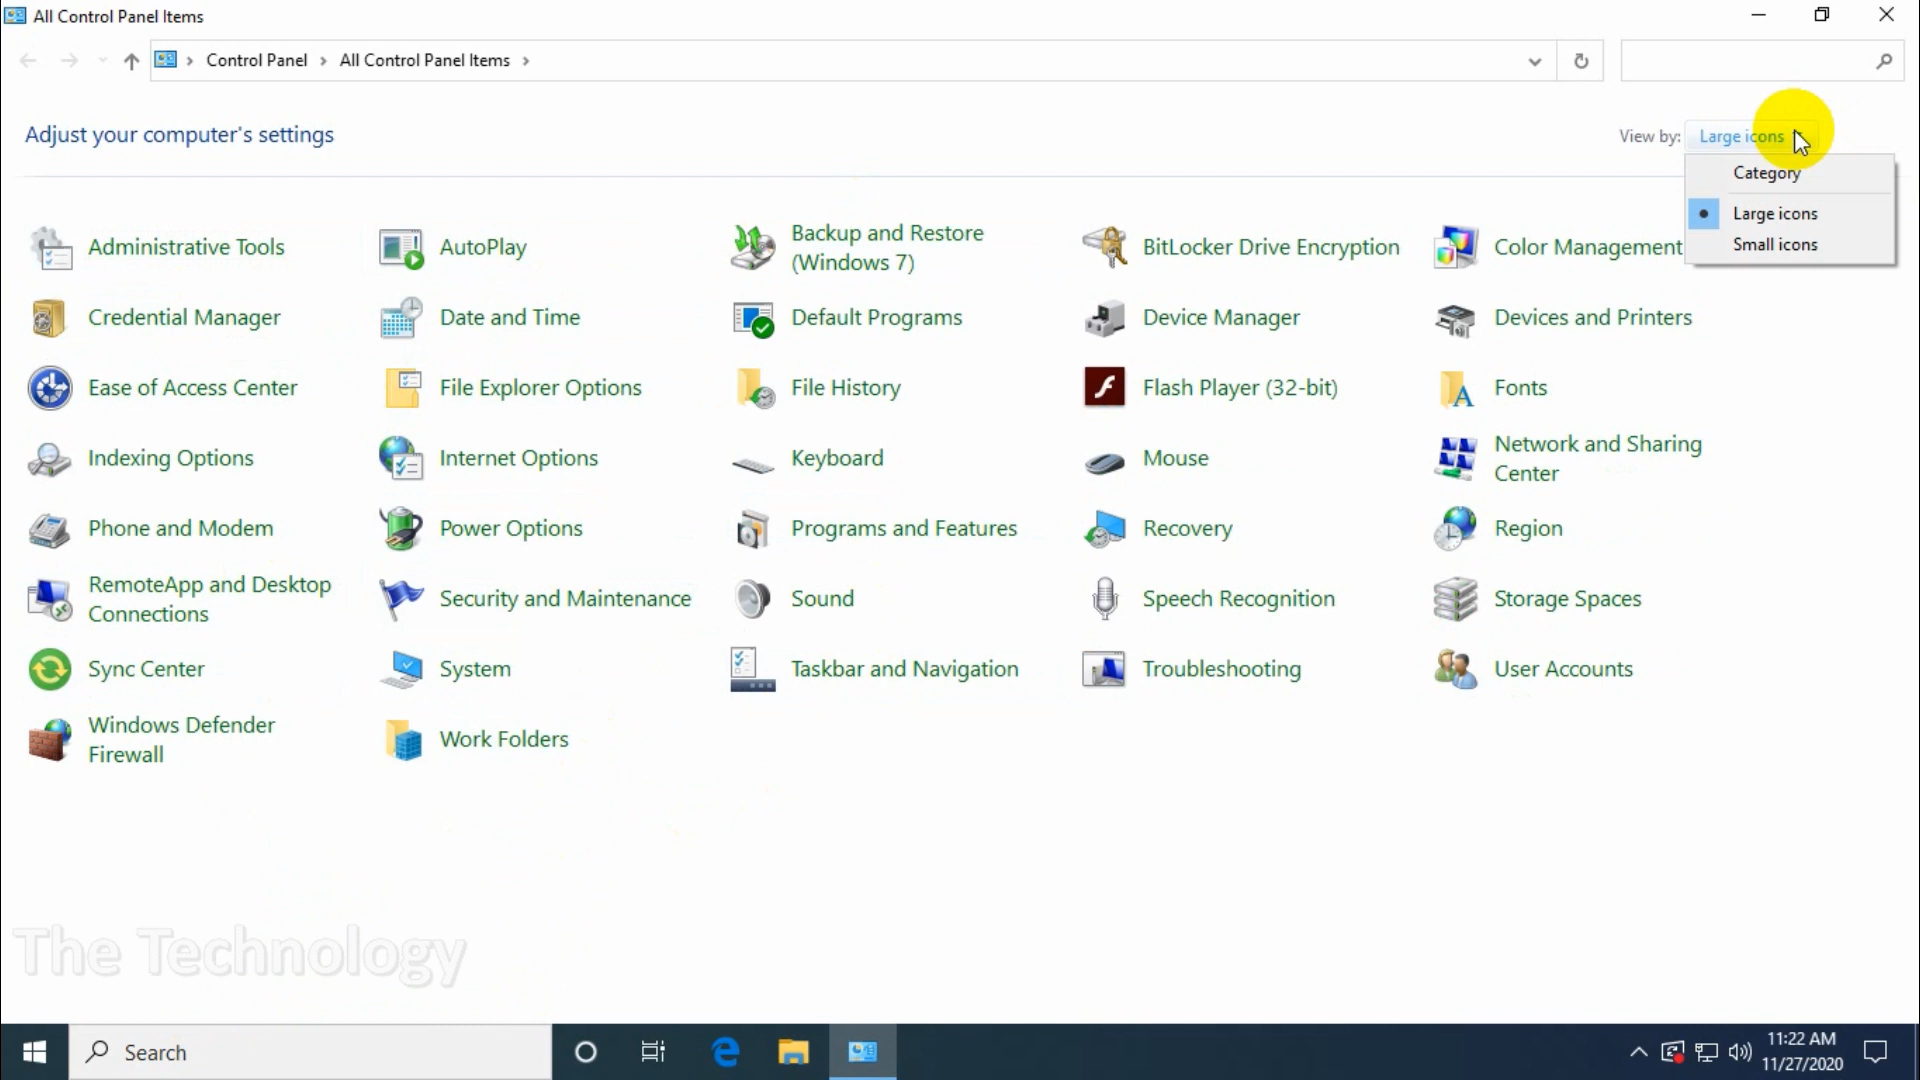 All Control Panel Items
Control Panel
All Control Panel Items
Adjust your computer's settings
View by:
Large icons
Category
Large icons
Small icons
Administrative Tools
AutoPlay
Backup and Restore
(Windows 7)
BitLocker Drive Encryption
Color Management
Credential Manager
Date and Time
Default Programs
Device Manager
Devices and Printers
Ease of Access Center
File Explorer Options
File History
Flash Player (32-bit)
Fonts
Indexing Options
Internet Options
Keyboard
Mouse
Network and Sharing
Center
Phone and Modem
Power Options
Programs and Features
Recovery
Region
RemoteApp and Desktop
Connections
Security and Maintenance
Sound
Speech Recognition
Storage Spaces
Sync Center
System
Taskbar and Navigation
Troubleshooting
User Accounts
Windows Defender
Firewall
Work Folders
The Technology
Search
11:22 AM
11/27/2020